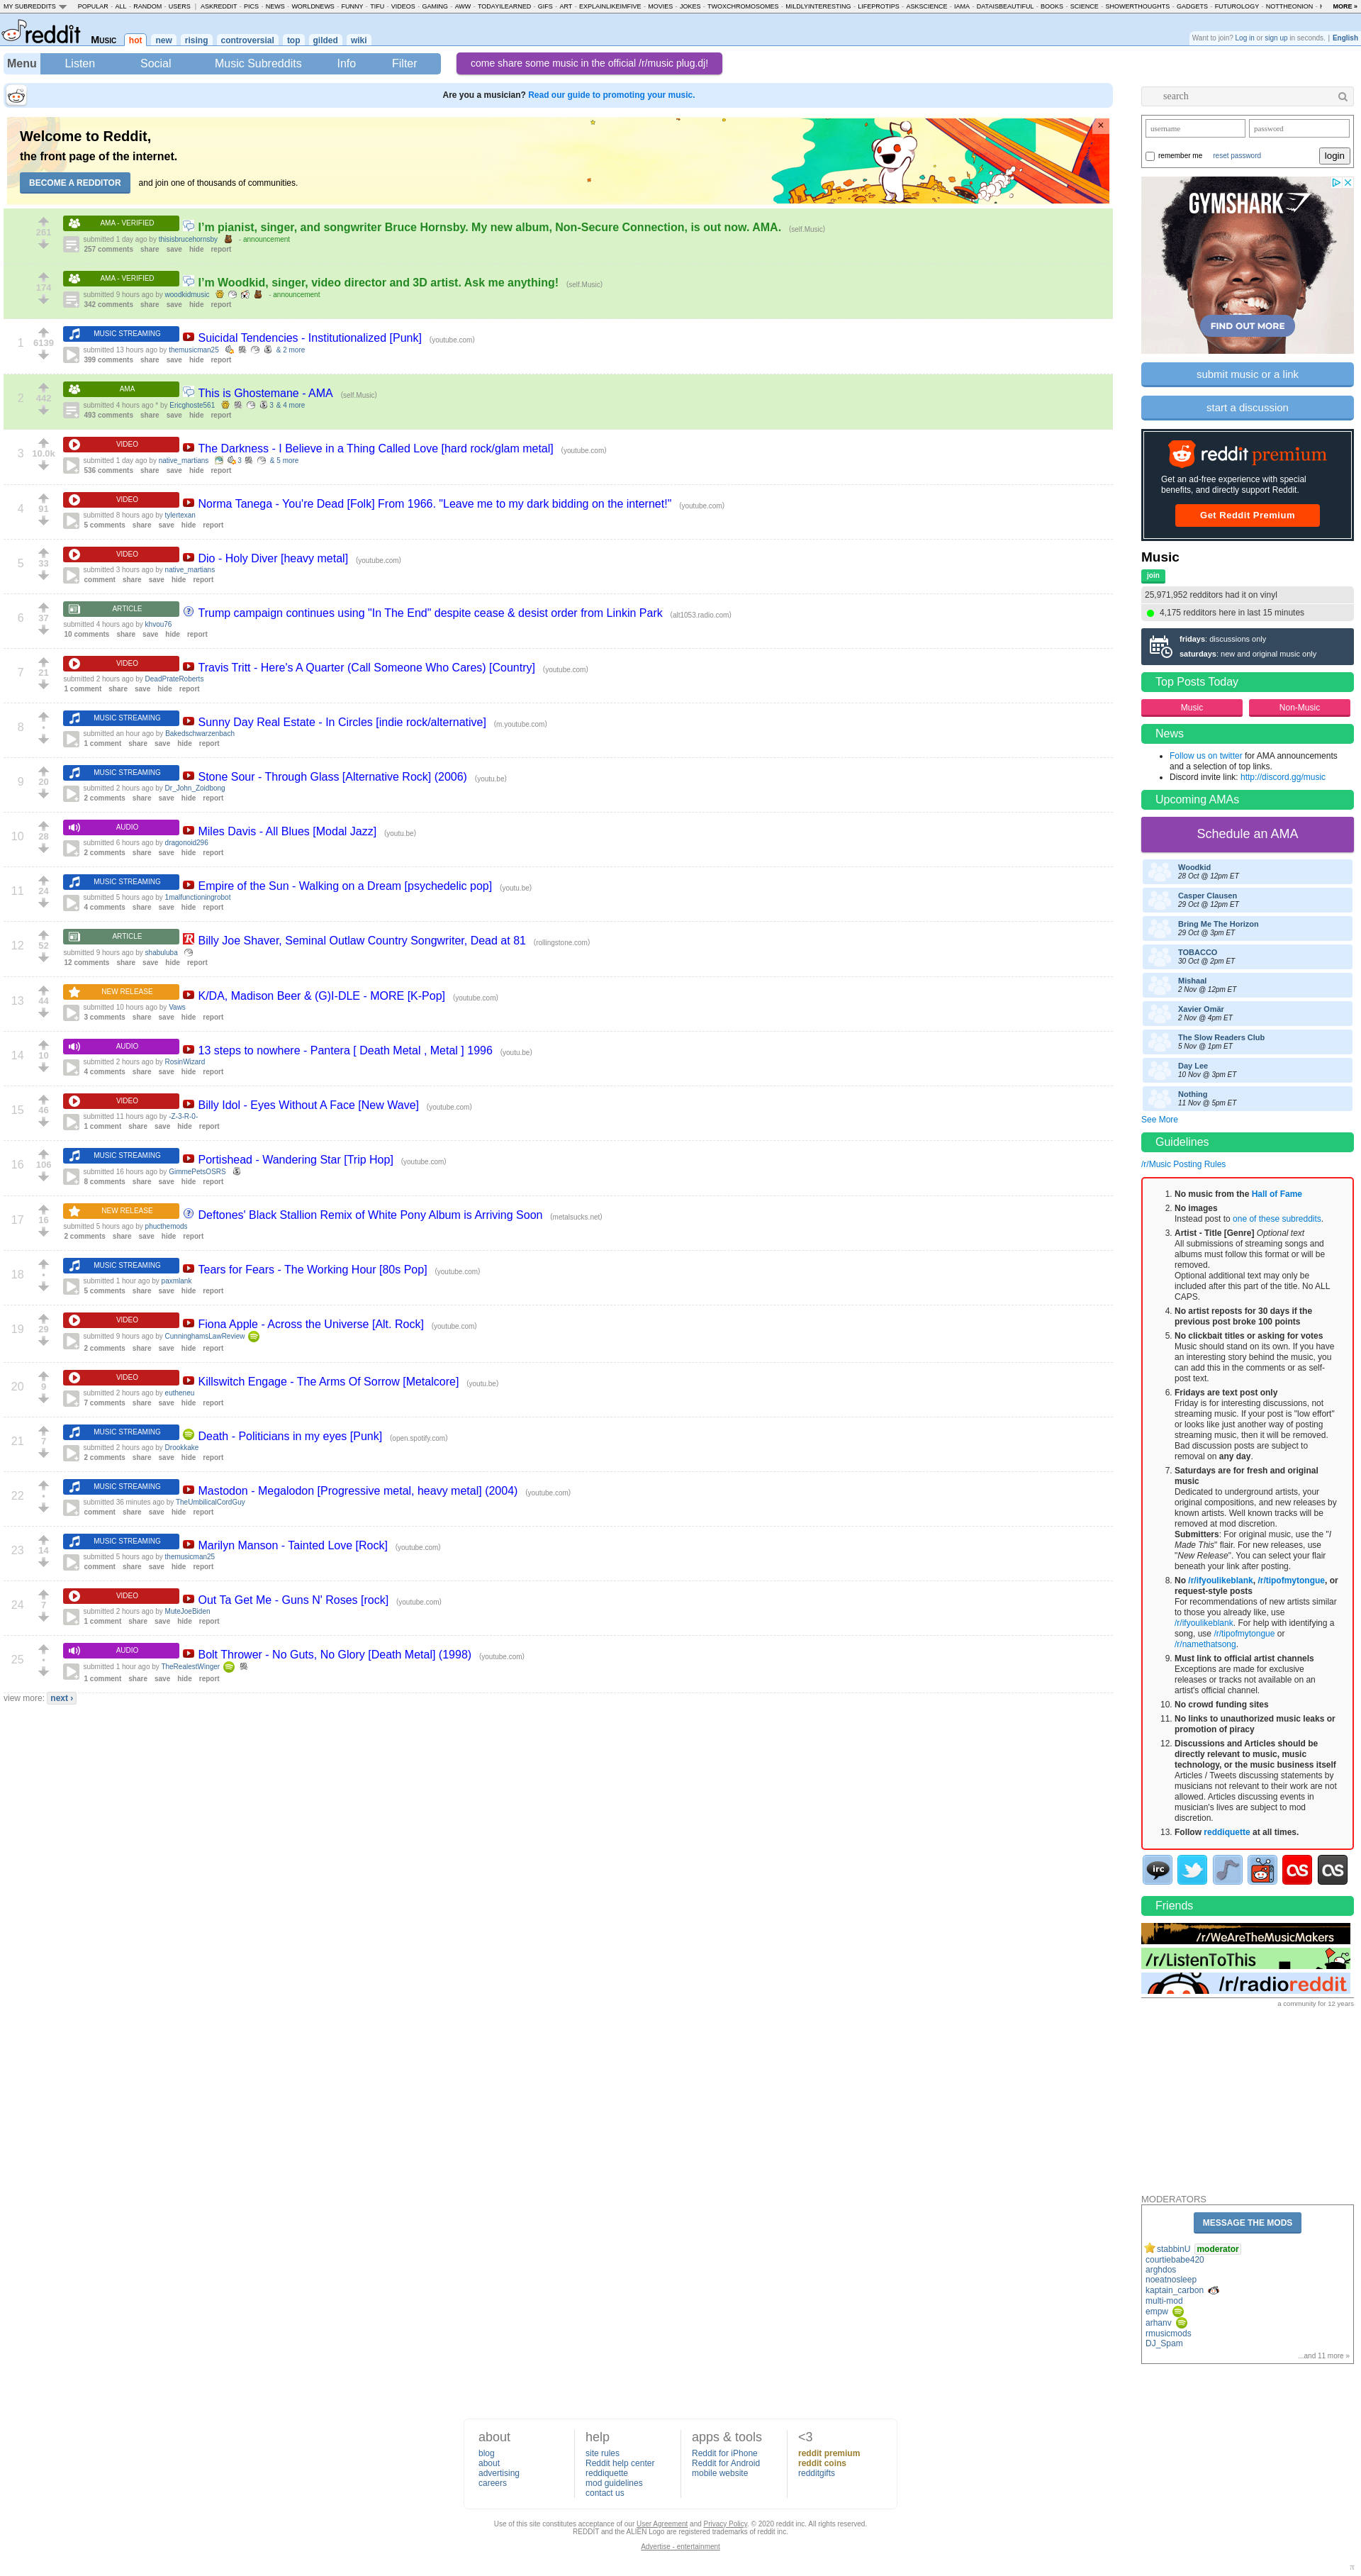 MY SUBREDDITS POPULAR - ALL - RANDOM - USERS | ASKREDDIT - PICS - NEWS - WORLDNEWS - FUNNY - TIFU - VIDEOS - GAMING - AWW - TODAYILEARNED - GIFS - ART - EXPLAINLIKEIMFIVE - MOVIES - JOKES - TWOXCHROMOSOMES - MILDLYINTERESTING - LIFEPROTIPS - ASKSCIENCE - IAMA - DATAISBEAUTIFUL - BOOKS - SCIENCE - SHOWERTHOUGHTS - GADGETS - FUTUROLOGY - NOTTHEONION - MORE »
reddit MUSIC hot new rising controversial top gilded wiki
Want to join? Log in or sign up in seconds. | English
Menu Listen Social Music Subreddits Info Filter
come share some music in the official /r/music plug.dj!
Are you a musician? Read our guide to promoting your music.
Welcome to Reddit,
the front page of the internet.
BECOME A REDDITOR and join one of thousands of communities.
×
261 AMA - VERIFIED I'm pianist, singer, and songwriter Bruce Hornsby. My new album, Non-Secure Connection, is out now. AMA. (self.Music)
submitted 1 day ago by thisisbrucehornsby - announcement
257 comments share save hide report
174 AMA - VERIFIED I'm Woodkid, singer, video director and 3D artist. Ask me anything! (self.Music)
submitted 9 hours ago by woodkidmusic - announcement
342 comments share save hide report
1 6139 MUSIC STREAMING Suicidal Tendencies - Institutionalized [Punk] (youtube.com)
submitted 13 hours ago by themusicman25 & 2 more
399 comments share save hide report
2 442 AMA This is Ghostemane - AMA (self.Music)
submitted 4 hours ago * by Ericghoste561 3 & 4 more
493 comments share save hide report
3 10.0k VIDEO The Darkness - I Believe in a Thing Called Love [hard rock/glam metal] (youtube.com)
submitted 1 day ago by native_martians 3 & 5 more
536 comments share save hide report
4 91 VIDEO Norma Tanega - You're Dead [Folk] From 1966. "Leave me to my dark bidding on the internet!" (youtube.com)
submitted 8 hours ago by tylertexan
5 comments share save hide report
5 33 VIDEO Dio - Holy Diver [heavy metal] (youtube.com)
submitted 3 hours ago by native_martians
comment share save hide report
6 37 ARTICLE Trump campaign continues using "In The End" despite cease & desist order from Linkin Park (alt1053.radio.com)
submitted 4 hours ago by khvou76
10 comments share save hide report
7 21 VIDEO Travis Tritt - Here's A Quarter (Call Someone Who Cares) [Country] (youtube.com)
submitted 2 hours ago by DeadPrateRoberts
1 comment share save hide report
8 • MUSIC STREAMING Sunny Day Real Estate - In Circles [indie rock/alternative] (m.youtube.com)
submitted an hour ago by Bakedschwarzenbach
1 comment share save hide report
9 20 MUSIC STREAMING Stone Sour - Through Glass [Alternative Rock] (2006) (youtu.be)
submitted 2 hours ago by Dr_John_Zoidbong
2 comments share save hide report
10 28 AUDIO Miles Davis - All Blues [Modal Jazz] (youtu.be)
submitted 6 hours ago by dragonoid296
2 comments share save hide report
11 24 MUSIC STREAMING Empire of the Sun - Walking on a Dream [psychedelic pop] (youtu.be)
submitted 5 hours ago by 1malfunctioningrobot
4 comments share save hide report
12 52 ARTICLE Billy Joe Shaver, Seminal Outlaw Country Songwriter, Dead at 81 (rollingstone.com)
submitted 9 hours ago by shabuluba
12 comments share save hide report
13 44 NEW RELEASE K/DA, Madison Beer & (G)I-DLE - MORE [K-Pop] (youtube.com)
submitted 10 hours ago by Vaws
3 comments share save hide report
14 10 AUDIO 13 steps to nowhere - Pantera [ Death Metal , Metal ] 1996 (youtu.be)
submitted 2 hours ago by RosinWizard
4 comments share save hide report
15 46 VIDEO Billy Idol - Eyes Without A Face [New Wave] (youtube.com)
submitted 11 hours ago by -Z-3-R-0-
1 comment share save hide report
16 106 MUSIC STREAMING Portishead - Wandering Star [Trip Hop] (youtube.com)
submitted 16 hours ago by GimmePetsOSRS
8 comments share save hide report
17 16 NEW RELEASE Deftones' Black Stallion Remix of White Pony Album is Arriving Soon (metalsucks.net)
submitted 5 hours ago by phucthemods
2 comments share save hide report
18 • MUSIC STREAMING Tears for Fears - The Working Hour [80s Pop] (youtube.com)
submitted 1 hour ago by paxmlank
5 comments share save hide report
19 29 VIDEO Fiona Apple - Across the Universe [Alt. Rock] (youtube.com)
submitted 9 hours ago by CunninghamsLawReview
2 comments share save hide report
20 9 VIDEO Killswitch Engage - The Arms Of Sorrow [Metalcore] (youtu.be)
submitted 2 hours ago by eutheneu
7 comments share save hide report
21 7 MUSIC STREAMING Death - Politicians in my eyes [Punk] (open.spotify.com)
submitted 2 hours ago by Drookkake
2 comments share save hide report
22 • MUSIC STREAMING Mastodon - Megalodon [Progressive metal, heavy metal] (2004) (youtube.com)
submitted 36 minutes ago by TheUmbilicalCordGuy
comment share save hide report
23 14 MUSIC STREAMING Marilyn Manson - Tainted Love [Rock] (youtube.com)
submitted 5 hours ago by themusicman25
comment share save hide report
24 7 VIDEO Out Ta Get Me - Guns N' Roses [rock] (youtube.com)
submitted 2 hours ago by MuteJoeBiden
1 comment share save hide report
25 • AUDIO Bolt Thrower - No Guts, No Glory [Death Metal] (1998) (youtube.com)
submitted 1 hour ago by TheRealestWinger
1 comment share save hide report
view more: next ›
search
username password
remember me reset password login
GYMSHARK
FIND OUT MORE
submit music or a link
start a discussion
reddit premium
Get an ad-free experience with special
benefits, and directly support Reddit.
Get Reddit Premium
Music
join
25,971,952 redditors had it on vinyl
4,175 redditors here in last 15 minutes
fridays: discussions only
saturdays: new and original music only
Top Posts Today
Music Non-Music
News
• Follow us on twitter for AMA announcements
and a selection of top links.
• Discord invite link: http://discord.gg/music
Upcoming AMAs
Schedule an AMA
Woodkid
28 Oct @ 12pm ET
Casper Clausen
29 Oct @ 12pm ET
Bring Me The Horizon
29 Oct @ 3pm ET
TOBACCO
30 Oct @ 2pm ET
Mishaal
2 Nov @ 12pm ET
Xavier Omär
2 Nov @ 4pm ET
The Slow Readers Club
5 Nov @ 1pm ET
Day Lee
10 Nov @ 3pm ET
Nothing
11 Nov @ 5pm ET
See More
Guidelines
/r/Music Posting Rules
1. No music from the Hall of Fame
2. No images
Instead post to one of these subreddits.
3. Artist - Title [Genre] Optional text
All submissions of streaming songs and
albums must follow this format or will be
removed.
Optional additional text may only be
included after this part of the title. No ALL
CAPS.
4. No artist reposts for 30 days if the
previous post broke 100 points
5. No clickbait titles or asking for votes
Music should stand on its own. If you have
an interesting story behind the music, you
can add this in the comments or as self-
post text.
6. Fridays are text post only
Friday is for interesting discussions, not
streaming music. If your post is "low effort"
or looks like just another way of posting
streaming music, then it will be removed.
Bad discussion posts are subject to
removal on any day.
7. Saturdays are for fresh and original
music
Dedicated to underground artists, your
original compositions, and new releases by
known artists. Well known tracks will be
removed at mod discretion.
Submitters: For original music, use the "I
Made This" flair. For new releases, use
"New Release". You can select your flair
beneath your link after posting.
8. No /r/ifyoulikeblank, /r/tipofmytongue, or
request-style posts
For recommendations of new artists similar
to those you already like, use
/r/ifyoulikeblank. For help with identifying a
song, use /r/tipofmytongue or
/r/namethatsong.
9. Must link to official artist channels
Exceptions are made for exclusive
releases or tracks not available on an
artist's official channel.
10. No crowd funding sites
11. No links to unauthorized music leaks or
promotion of piracy
12. Discussions and Articles should be
directly relevant to music, music
technology, or the music business itself
Articles / Tweets discussing statements by
musicians not relevant to their work are not
allowed. Articles discussing events in
musician's lives are subject to mod
discretion.
13. Follow reddiquette at all times.
irc
Friends
/r/WeAreTheMusicMakers
/r/ListenToThis
/r/radioreddit
a community for 12 years
MODERATORS
MESSAGE THE MODS
stabbinU moderator
courtiebabe420
arghdos
noeatnosleep
kaptain_carbon
multi-mod
empw
arhanv
rmusicmods
DJ_Spam
...and 11 more »
about
blog
about
advertising
careers
help
site rules
Reddit help center
reddiquette
mod guidelines
contact us
apps & tools
Reddit for iPhone
Reddit for Android
mobile website
<3
reddit premium
reddit coins
redditgifts
Use of this site constitutes acceptance of our User Agreement and Privacy Policy. © 2020 reddit inc. All rights reserved.
REDDIT and the ALIEN Logo are registered trademarks of reddit inc.
Advertise - entertainment
π